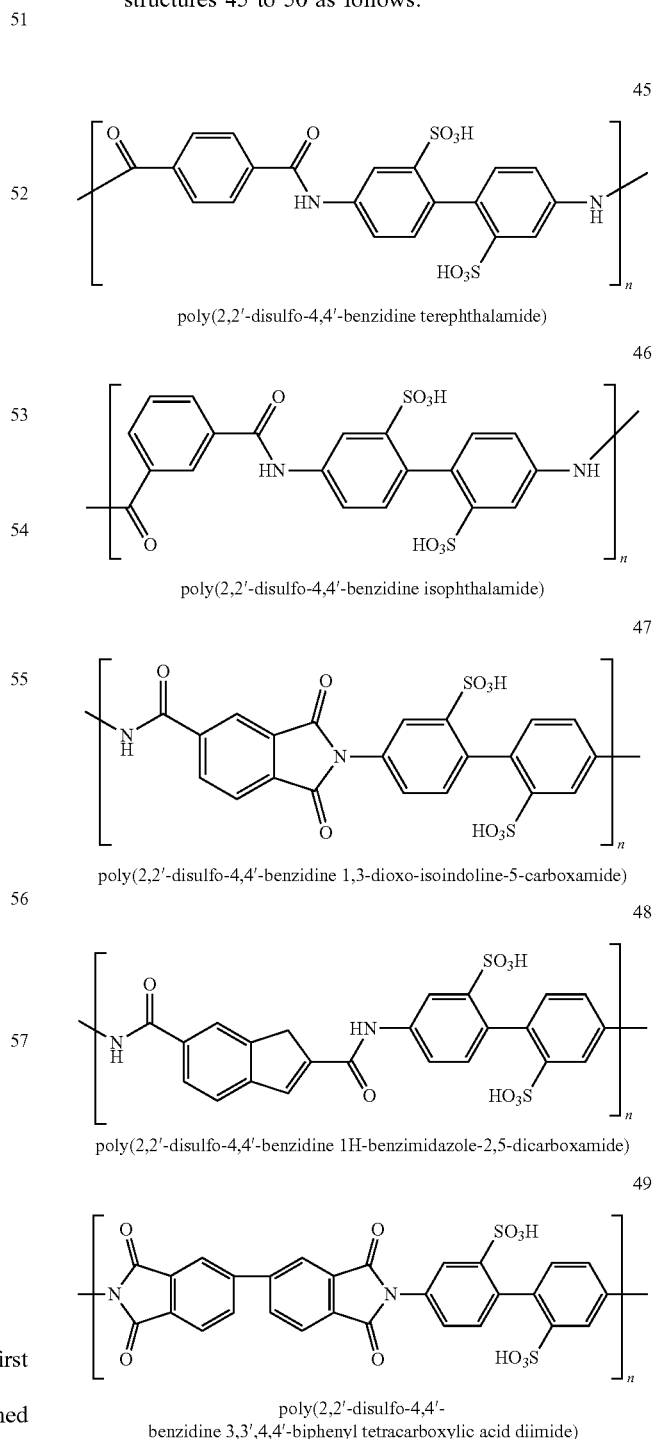 structures 45 to 50 as follows:
51
45
O O SO3H
52
HN N
H
HO3S
n
poly(2,2′-disulfo-4,4′-benzidine terephthalamide)
46
53
O SO3H
HN NH
54
O HO3S
n
poly(2,2′-disulfo-4,4′-benzidine isophthalamide)
47
55
O O SO3H
N
H
N
O HO3S
n
poly(2,2′-disulfo-4,4′-benzidine 1,3-dioxo-isoindoline-5-carboxamide)
56
48
O SO3H
57
N
H
HN
O HO3S
n
poly(2,2′-disulfo-4,4′-benzidine 1H-benzimidazole-2,5-dicarboxamide)
49
O O SO3H
N N
O O HO3S
n
irst
poly(2,2′-disulfo-4,4′-
ned
benzidine 3,3′,4,4′-biphenyl tetracarboxylic acid diimide)